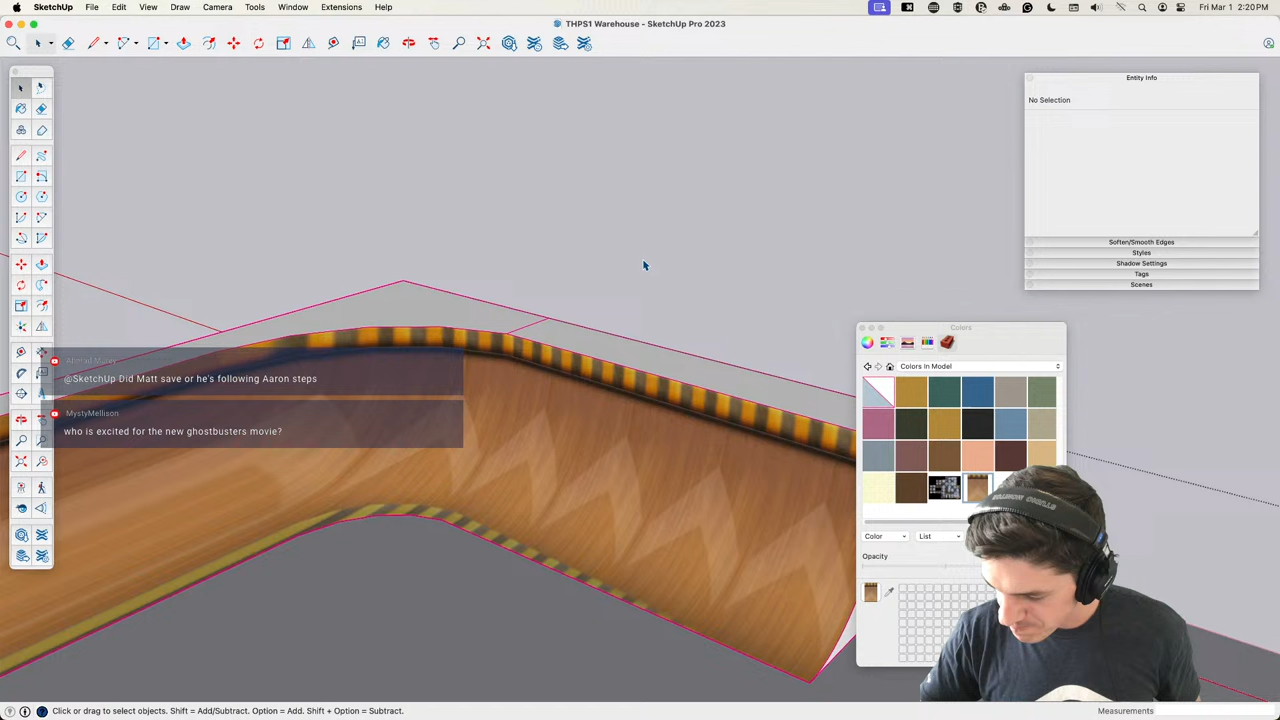 SketchUp File Edit View Draw Camera Tools Window Extensions Help
Fri Mar 1 2:20 PM
THPS1 Warehouse - SketchUp Pro 2023
Entity Info
No Selection
Soften/Smooth Edges
Styles
Shadow Settings
Tags
Scenes
@SketchUp Did Matt save or he's following Aaron steps
MystyMellison
who is excited for the new ghostbusters movie?
Colors
Colors In Model
Color List
Opacity
Click or drag to select objects. Shift = Add/Subtract. Option = Add. Shift + Option = Subtract.
Measurements